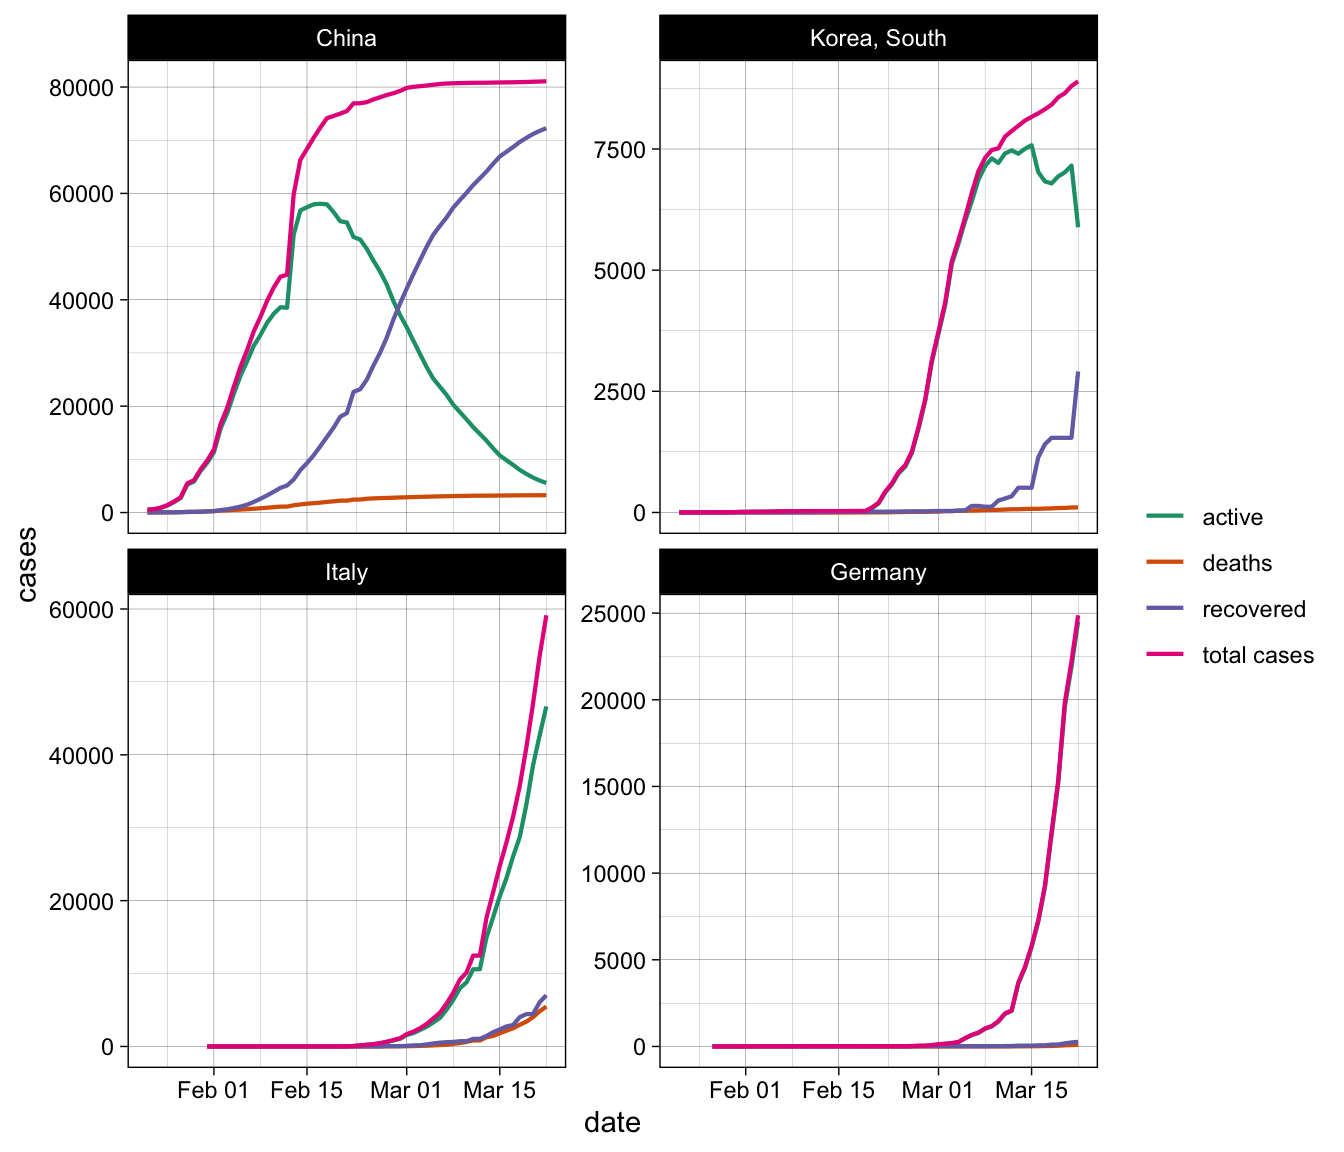 China
Korea, South
80000
60000
40000
20000
0
7500
5000
2500
0
cases
Italy
Germany
60000
40000
20000
0
25000
20000
15000
10000
5000
0
Feb 01 Feb 15 Mar 01 Mar 15
Feb 01 Feb 15 Mar 01 Mar 15
date
active
deaths
recovered
total cases